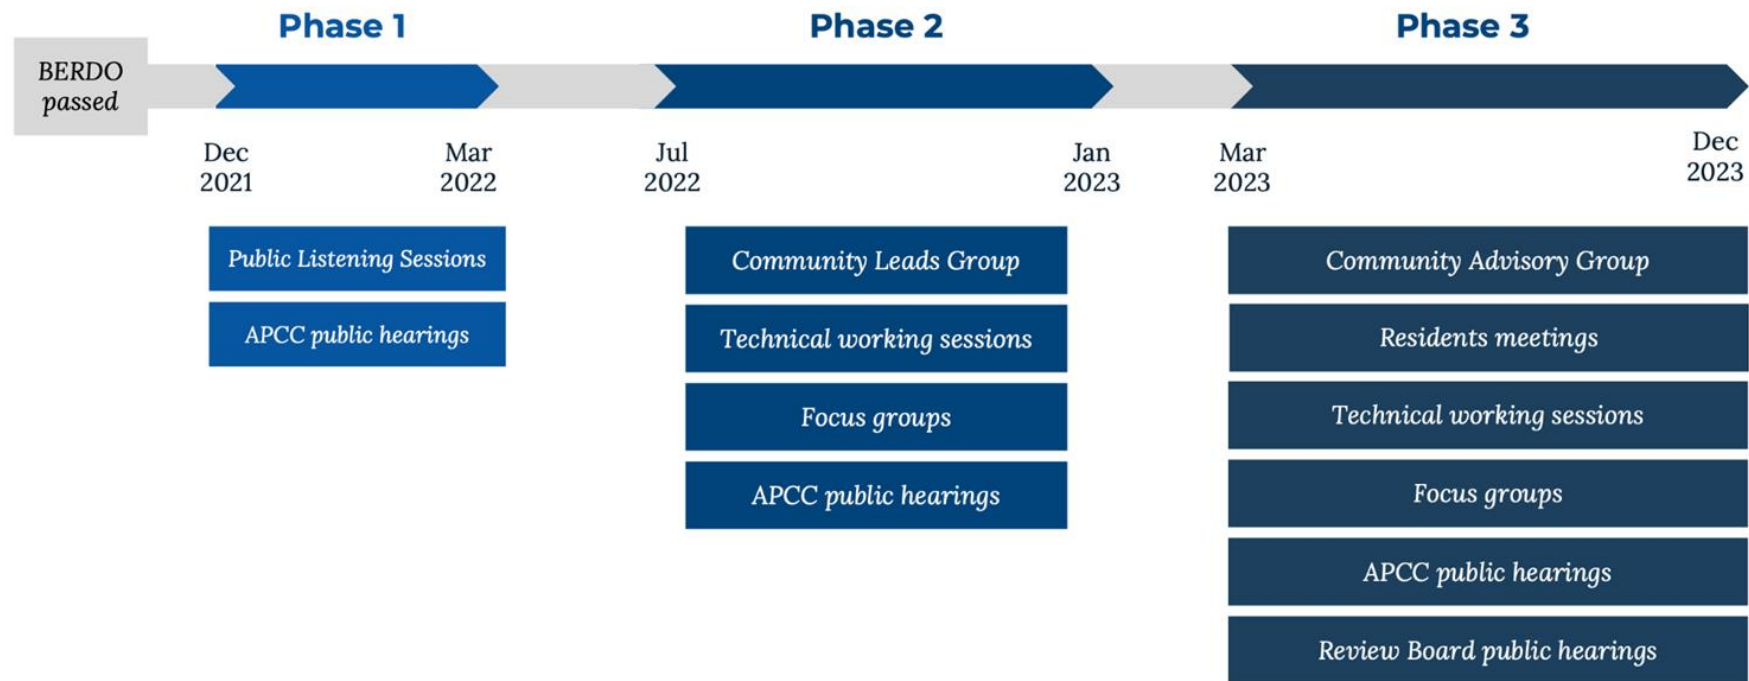 Phase 1
Phase 2
Phase 3
BERDO
passed
Dec
2021
Mar
2022
Jul
2022
Jan
2023
Mar
2023
Dec
2023
Public Listening Sessions
APCC public hearings
Community Leads Group
Technical working sessions
Focus groups
APCC public hearings
Community Advisory Group
Residents meetings
Technical working sessions
Focus groups
APCC public hearings
Review Board public hearings